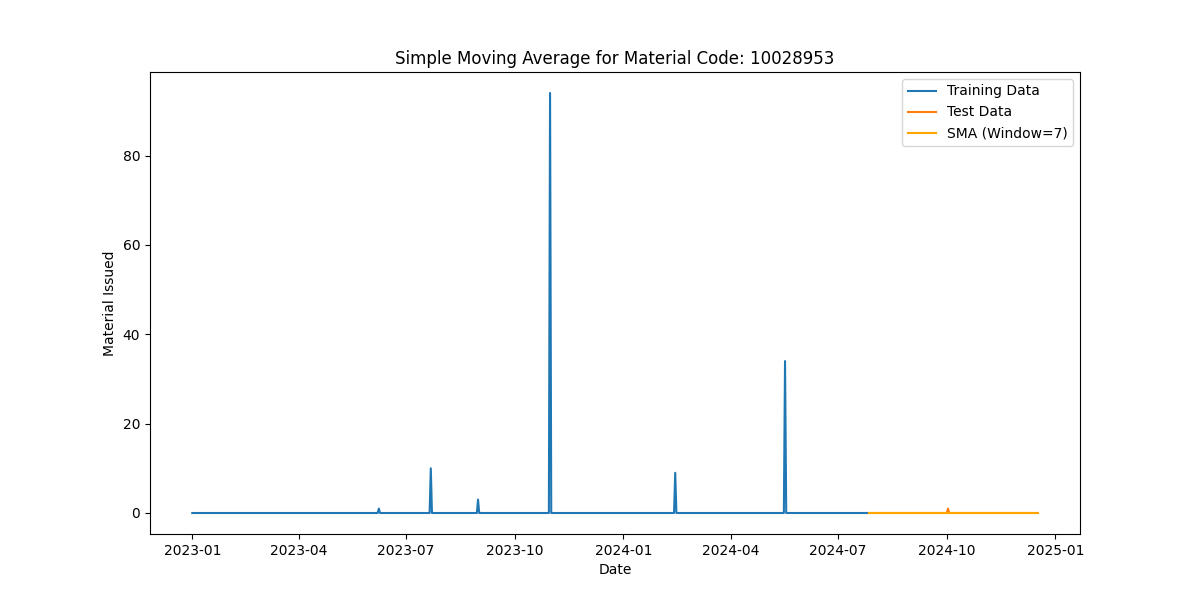 Simple Moving Average for Material Code: 10028953
Training Data
Test Data
SMA (Window=7)
Material Issued
80
60
40
20
0
2023-01 2023-04 2023-07 2023-10 2024-01 2024-04 2024-07 2024-10 2025-01
Date